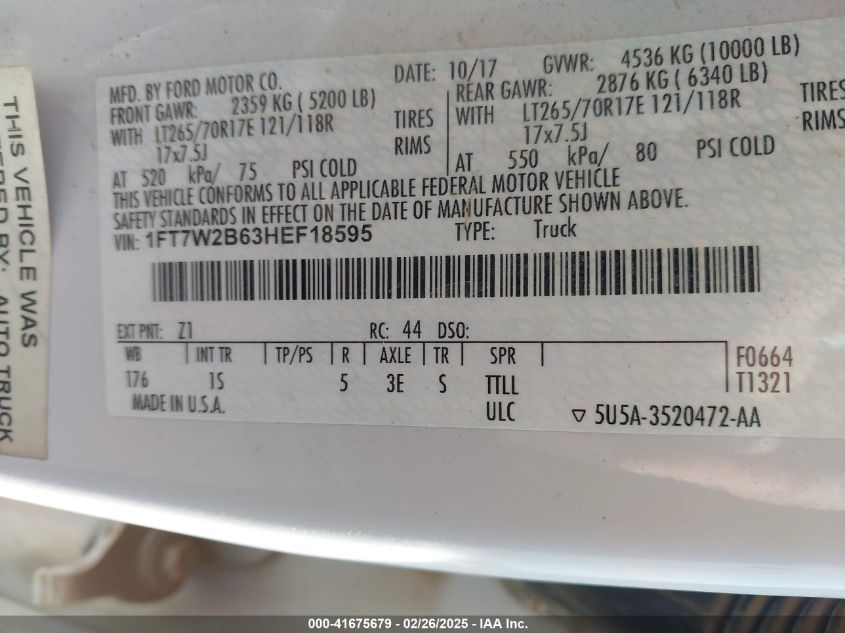 MFD. BY FORD MOTOR CO. DATE: 10/17 GVWR: 4536 KG (10000 LB)
FRONT GAWR: 2359 KG ( 5200 LB) REAR GAWR: 2876 KG ( 6340 LB)
WITH LT265/70R17E 121/118R TIRES WITH LT265/70R17E 121/118R TIRES
17x7.5J RIMS 17x7.5J RIMS
AT 520 kPa/ 75 PSI COLD AT 550 kPa/ 80 PSI COLD
THIS VEHICLE CONFORMS TO ALL APPLICABLE FEDERAL MOTOR VEHICLE
SAFETY STANDARDS IN EFFECT ON THE DATE OF MANUFACTURE SHOWN ABOVE.
VIN: 1FT7W2B63HEF18595 TYPE: Truck
EXT PNT: Z1 RC: 44 DSO:
WB INT TR TP/PS R AXLE TR SPR F0664
176 1S 5 3E S TTLL T1321
MADE IN U.S.A. ULC ▽ 5U5A-3520472-AA
THIS VEHICLE WAS
BY: AUTO TRUCK
000-41675679 - 02/26/2025 - IAA Inc.